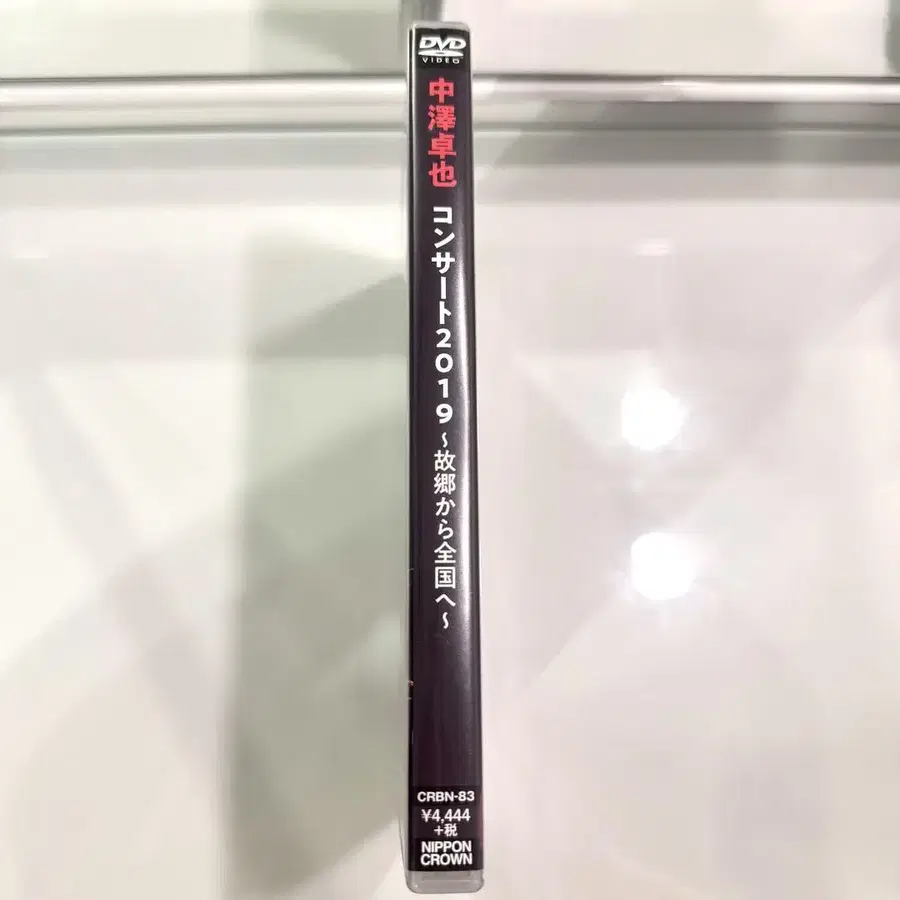 DVD
VIDEO
中澤卓也
コンサート2019
～故郷から全国へ～
CRBN-83
¥4,444
+税
NIPPON
CROWN